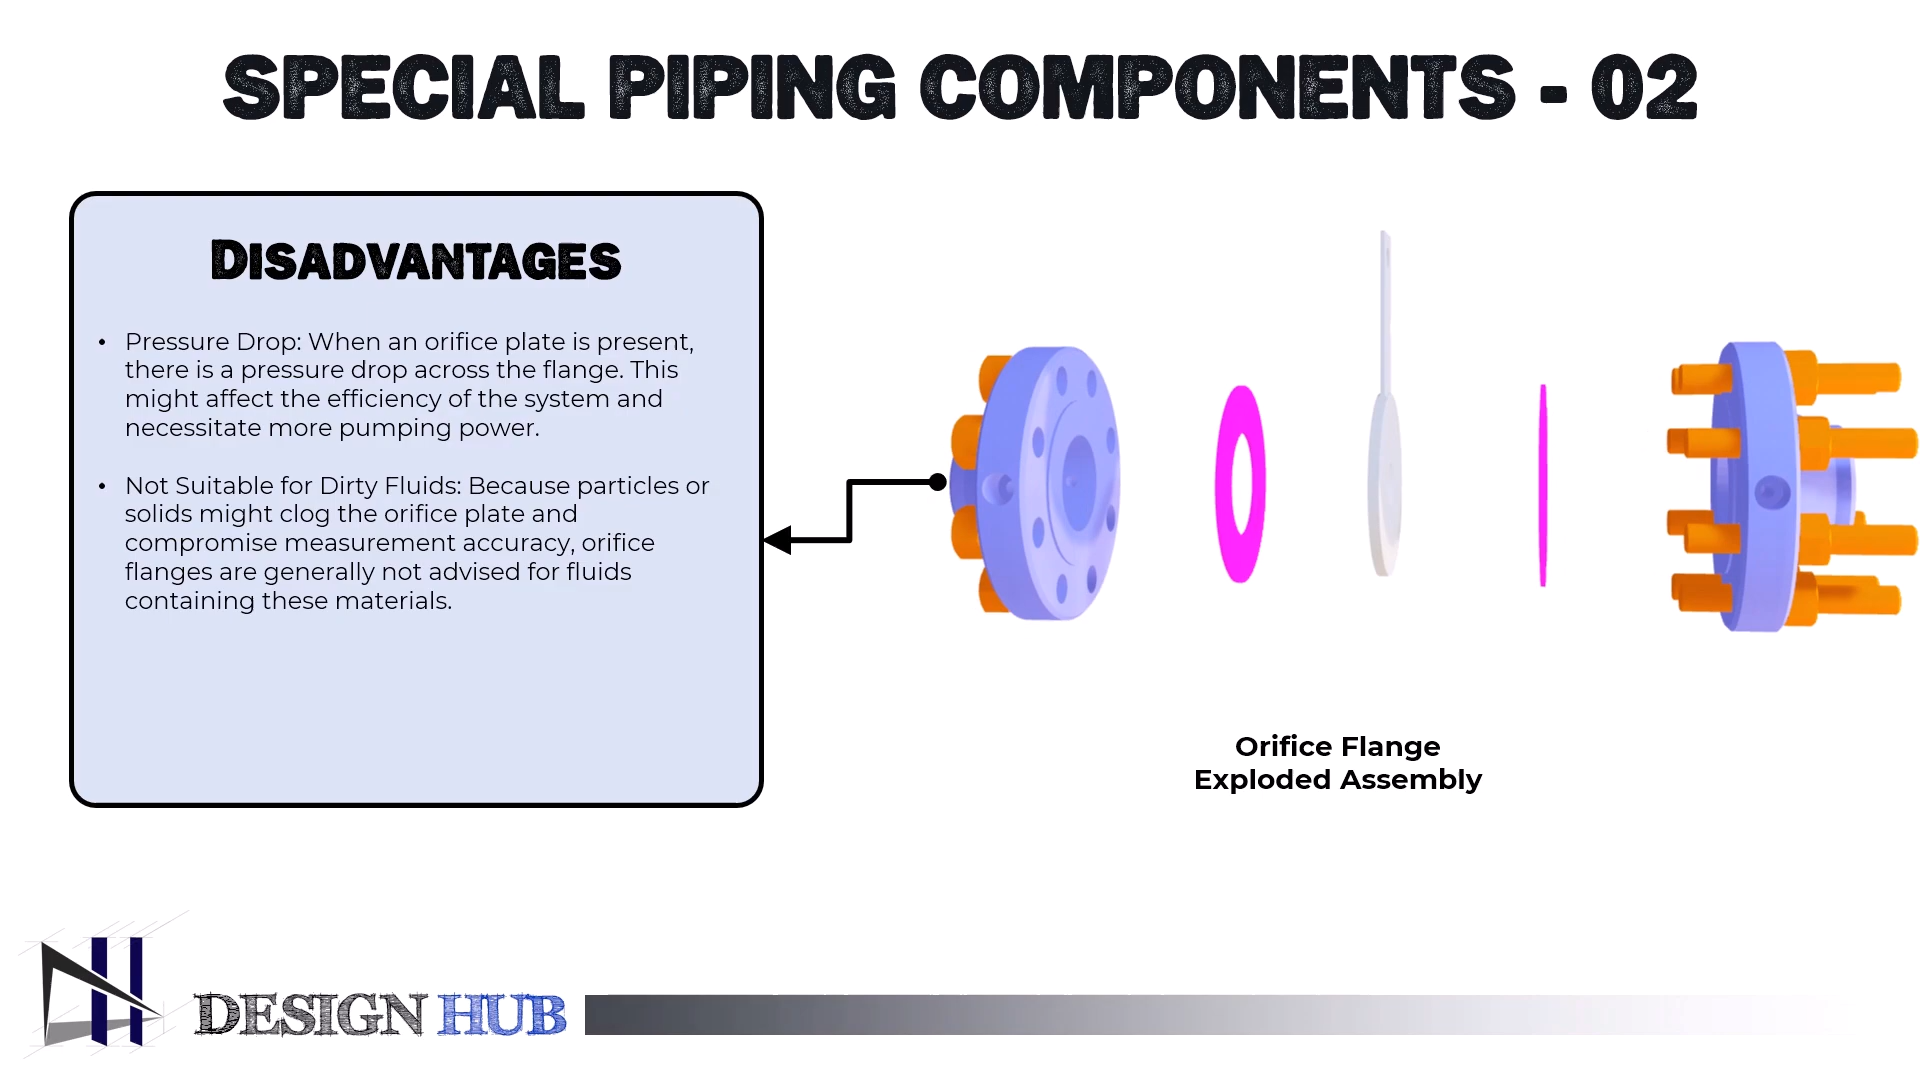 SPECIAL PIPING COMPONENTS - 02
DISADVANTAGES
• Pressure Drop: When an orifice plate is present,
there is a pressure drop across the flange. This
might affect the efficiency of the system and
necessitate more pumping power.
• Not Suitable for Dirty Fluids: Because particles or
solids might clog the orifice plate and
compromise measurement accuracy, orifice
flanges are generally not advised for fluids
containing these materials.
Orifice Flange
Exploded Assembly
DESIGN HUB